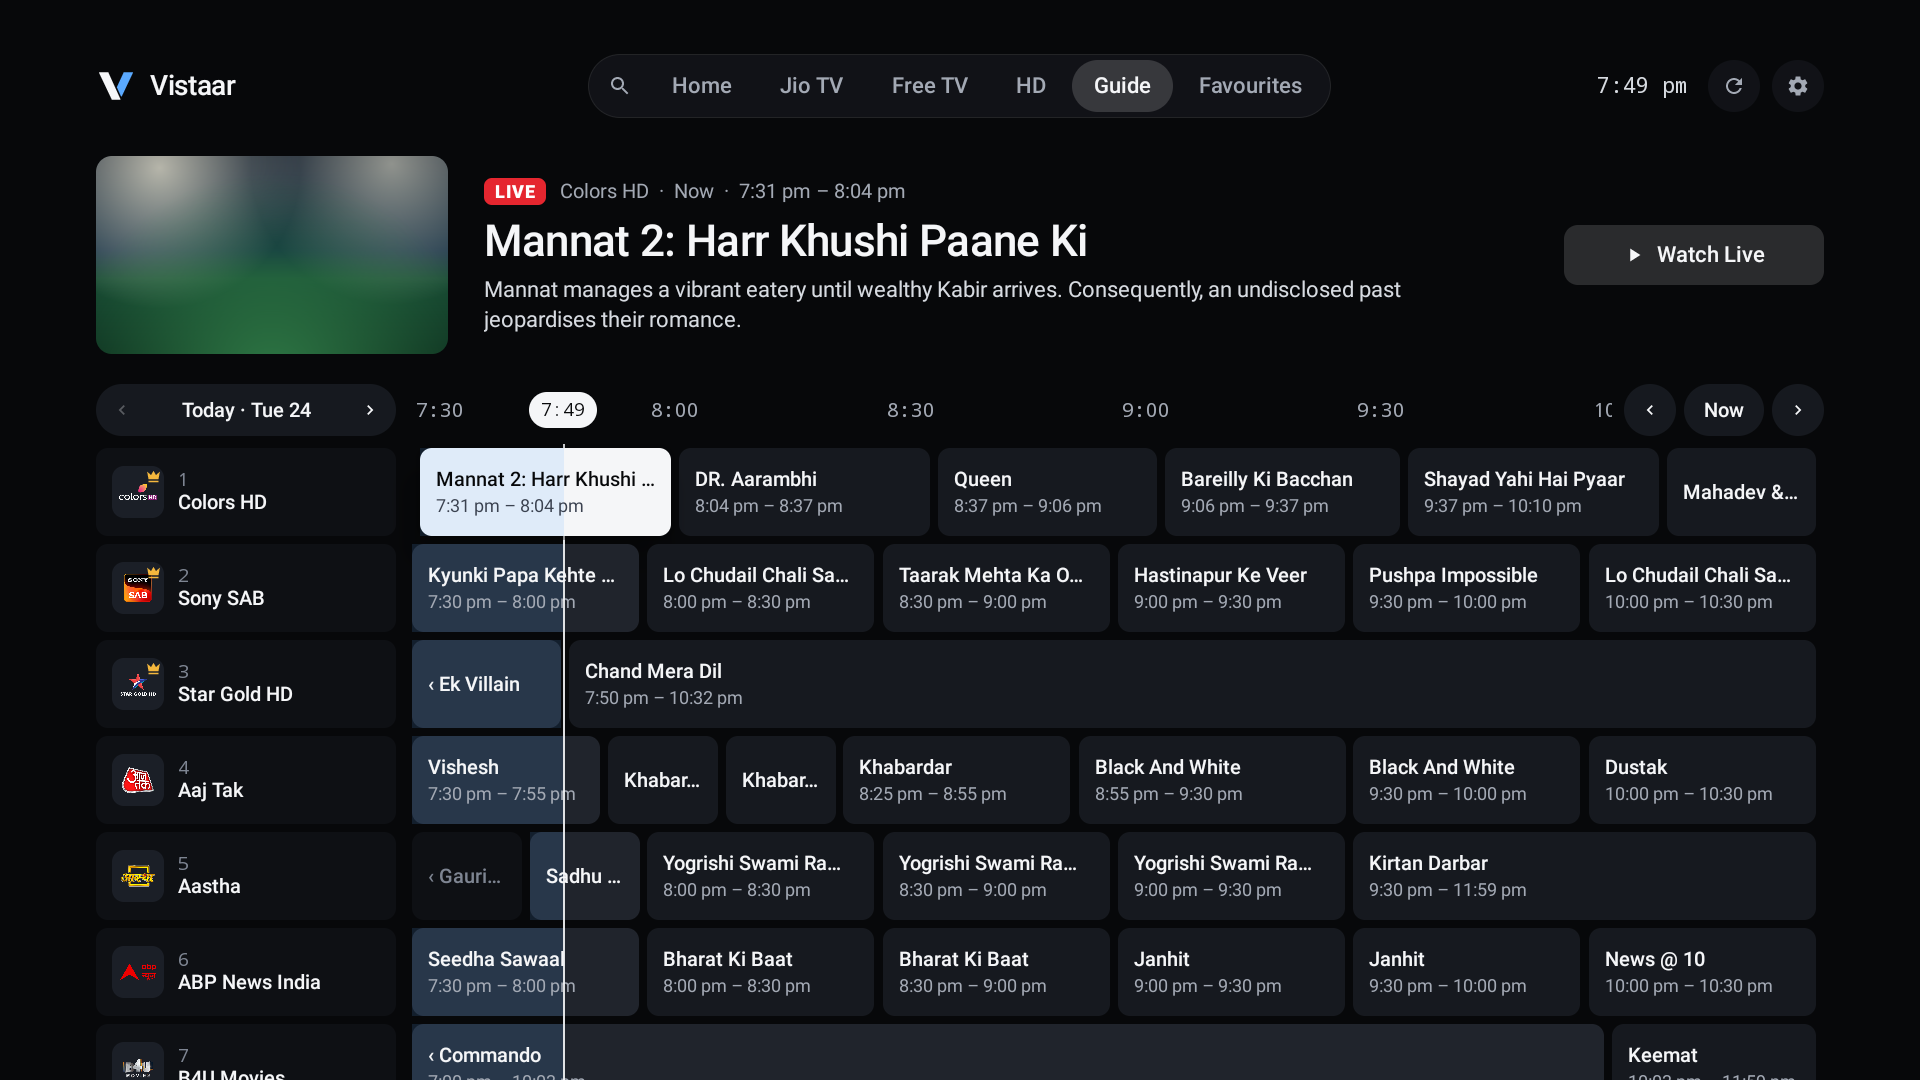 Vistaar
Home
Jio TV
Free TV
HD
Guide
Favourites
7:49 pm
LIVE Colors HD · Now · 7:31 pm – 8:04 pm
Mannat 2: Harr Khushi Paane Ki
Mannat manages a vibrant eatery until wealthy Kabir arrives. Consequently, an undisclosed past
jeopardises their romance.
Watch Live
‹ Today · Tue 24 ›
7:30
7:49
8:00
8:30
9:00
9:30
‹ Now ›
1
Colors HD
Mannat 2: Harr Khushi ...
7:31 pm – 8:04 pm
DR. Aarambhi
8:04 pm – 8:37 pm
Queen
8:37 pm – 9:06 pm
Bareilly Ki Bacchan
9:06 pm – 9:37 pm
Shayad Yahi Hai Pyaar
9:37 pm – 10:10 pm
Mahadev &...
2
Sony SAB
Kyunki Papa Kehte ...
7:30 pm – 8:00 pm
Lo Chudail Chali Sa...
8:00 pm – 8:30 pm
Taarak Mehta Ka O...
8:30 pm – 9:00 pm
Hastinapur Ke Veer
9:00 pm – 9:30 pm
Pushpa Impossible
9:30 pm – 10:00 pm
Lo Chudail Chali Sa...
10:00 pm – 10:30 pm
3
Star Gold HD
‹ Ek Villain
Chand Mera Dil
7:50 pm – 10:32 pm
4
Aaj Tak
Vishesh
7:30 pm – 7:55 pm
Khabar...
Khabar...
Khabardar
8:25 pm – 8:55 pm
Black And White
8:55 pm – 9:30 pm
Black And White
9:30 pm – 10:00 pm
Dustak
10:00 pm – 10:30 pm
5
Aastha
‹ Gauri...
Sadhu ...
Yogrishi Swami Ra...
8:00 pm – 8:30 pm
Yogrishi Swami Ra...
8:30 pm – 9:00 pm
Yogrishi Swami Ra...
9:00 pm – 9:30 pm
Kirtan Darbar
9:30 pm – 11:59 pm
6
ABP News India
Seedha Sawaal
7:30 pm – 8:00 pm
Bharat Ki Baat
8:00 pm – 8:30 pm
Bharat Ki Baat
8:30 pm – 9:00 pm
Janhit
9:00 pm – 9:30 pm
Janhit
9:30 pm – 10:00 pm
News @ 10
10:00 pm – 10:30 pm
7
B4U Movies
‹ Commando
Keemat